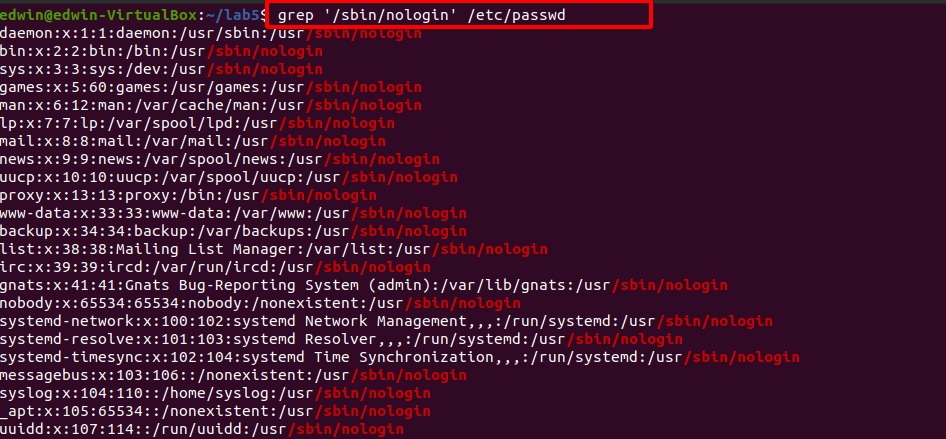 edwin@edwin-VirtualBox:~/lab5$ grep '/sbin/nologin' /etc/passwd
daemon:x:1:1:daemon:/usr/sbin:/usr/sbin/nologin
bin:x:2:2:bin:/bin:/usr/sbin/nologin
sys:x:3:3:sys:/dev:/usr/sbin/nologin
games:x:5:60:games:/usr/games:/usr/sbin/nologin
man:x:6:12:man:/var/cache/man:/usr/sbin/nologin
lp:x:7:7:lp:/var/spool/lpd:/usr/sbin/nologin
mail:x:8:8:mail:/var/mail:/usr/sbin/nologin
news:x:9:9:news:/var/spool/news:/usr/sbin/nologin
uucp:x:10:10:uucp:/var/spool/uucp:/usr/sbin/nologin
proxy:x:13:13:proxy:/bin:/usr/sbin/nologin
www-data:x:33:33:www-data:/var/www:/usr/sbin/nologin
backup:x:34:34:backup:/var/backups:/usr/sbin/nologin
list:x:38:38:Mailing List Manager:/var/list:/usr/sbin/nologin
irc:x:39:39:ircd:/var/run/ircd:/usr/sbin/nologin
gnats:x:41:41:Gnats Bug-Reporting System (admin):/var/lib/gnats:/usr/sbin/nologin
nobody:x:65534:65534:nobody:/nonexistent:/usr/sbin/nologin
systemd-network:x:100:102:systemd Network Management,,,:/run/systemd:/usr/sbin/nologin
systemd-resolve:x:101:103:systemd Resolver,,,:/run/systemd:/usr/sbin/nologin
systemd-timesync:x:102:104:systemd Time Synchronization,,,:/run/systemd:/usr/sbin/nologin
messagebus:x:103:106::/nonexistent:/usr/sbin/nologin
syslog:x:104:110::/home/syslog:/usr/sbin/nologin
_apt:x:105:65534::/nonexistent:/usr/sbin/nologin
uuidd:x:107:114::/run/uuidd:/usr/sbin/nologin